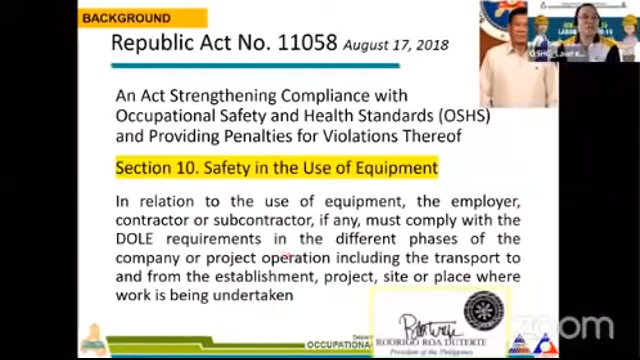 BACKGROUND
Republic Act No. 11058 August 17, 2018
An Act Strengthening Compliance with
Occupational Safety and Health Standards (OSHS)
and Providing Penalties for Violations Thereof
Section 10. Safety in the Use of Equipment
In relation to the use of equipment, the employer,
contractor or subcontractor, if any, must comply with the
DOLE requirements in the different phases of the
company or project operation including the transport to
and from the establishment, project, site or place where
work is being undertaken
RODRIGO ROA DUTERTE
President of the Philippines
OCCUPATIONA
zoom